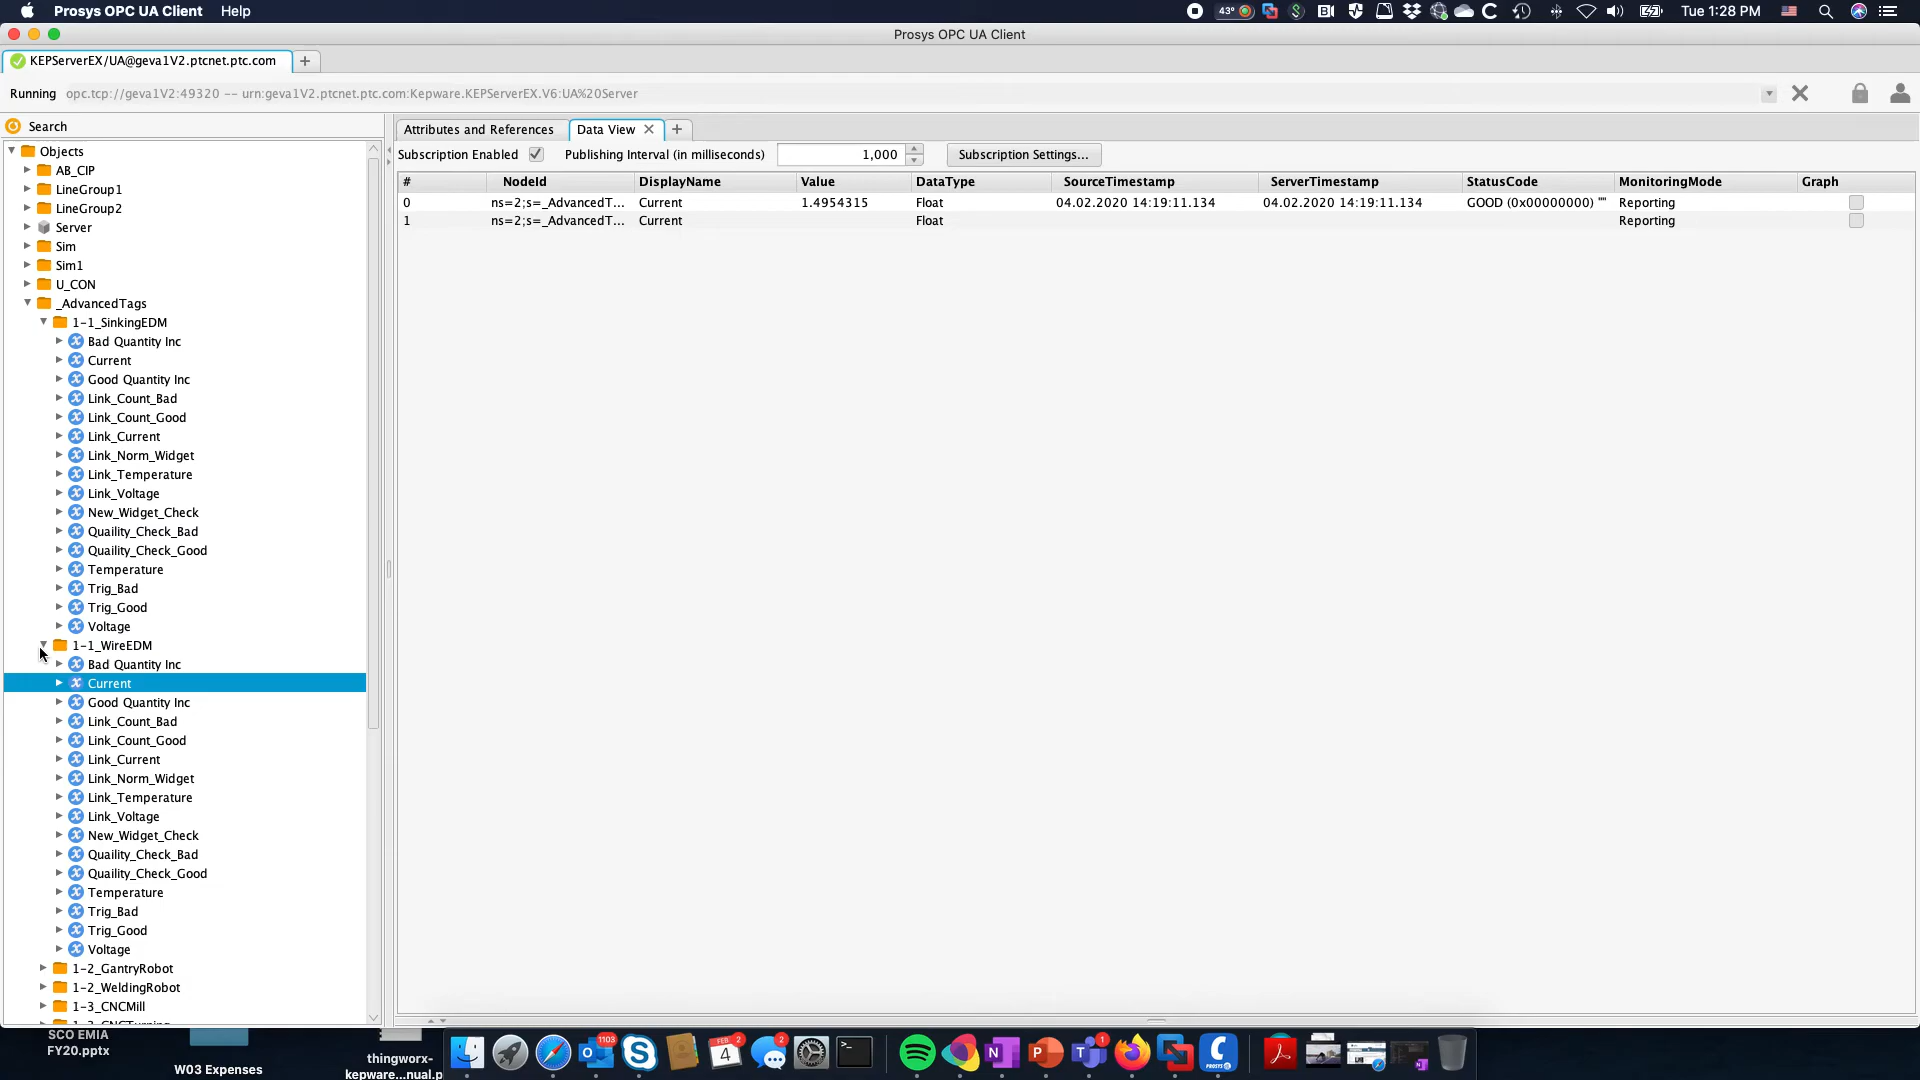 Prosys OPC UA Client Help
43° Tue 1:28 PM
Prosys OPC UA Client
KEPServerEX/UA@geva1V2.ptcnet.ptc.com +
Running opc.tcp://geva1V2:49320 -- urn:geva1V2.ptcnet.ptc.com:Kepware.KEPServerEX.V6:UA%20Server
Search
Objects
AB_CIP
LineGroup1
LineGroup2
Server
Sim
Sim1
U_CON
_AdvancedTags
1-1_SinkingEDM
Bad Quantity Inc
Current
Good Quantity Inc
Link_Count_Bad
Link_Count_Good
Link_Current
Link_Norm_Widget
Link_Temperature
Link_Voltage
New_Widget_Check
Quaility_Check_Bad
Quaility_Check_Good
Temperature
Trig_Bad
Trig_Good
Voltage
1-1_WireEDM
Bad Quantity Inc
Current
Good Quantity Inc
Link_Count_Bad
Link_Count_Good
Link_Current
Link_Norm_Widget
Link_Temperature
Link_Voltage
New_Widget_Check
Quaility_Check_Bad
Quaility_Check_Good
Temperature
Trig_Bad
Trig_Good
Voltage
1-2_GantryRobot
1-2_WeldingRobot
1-3_CNCMill
Attributes and References Data View +
Subscription Enabled Publishing Interval (in milliseconds) 1,000 Subscription Settings...
# NodeId DisplayName Value DataType SourceTimestamp ServerTimestamp StatusCode MonitoringMode Graph
0 ns=2;s=_AdvancedT... Current 1.4954315 Float 04.02.2020 14:19:11.134 04.02.2020 14:19:11.134 GOOD (0x00000000) "" Reporting
1 ns=2;s=_AdvancedT... Current Float Reporting
SCO EMIA
FY20.pptx
W03 Expenses
thingworx-
kepware...nual.p
1103
FEB
4
2
2
1
PROSYS